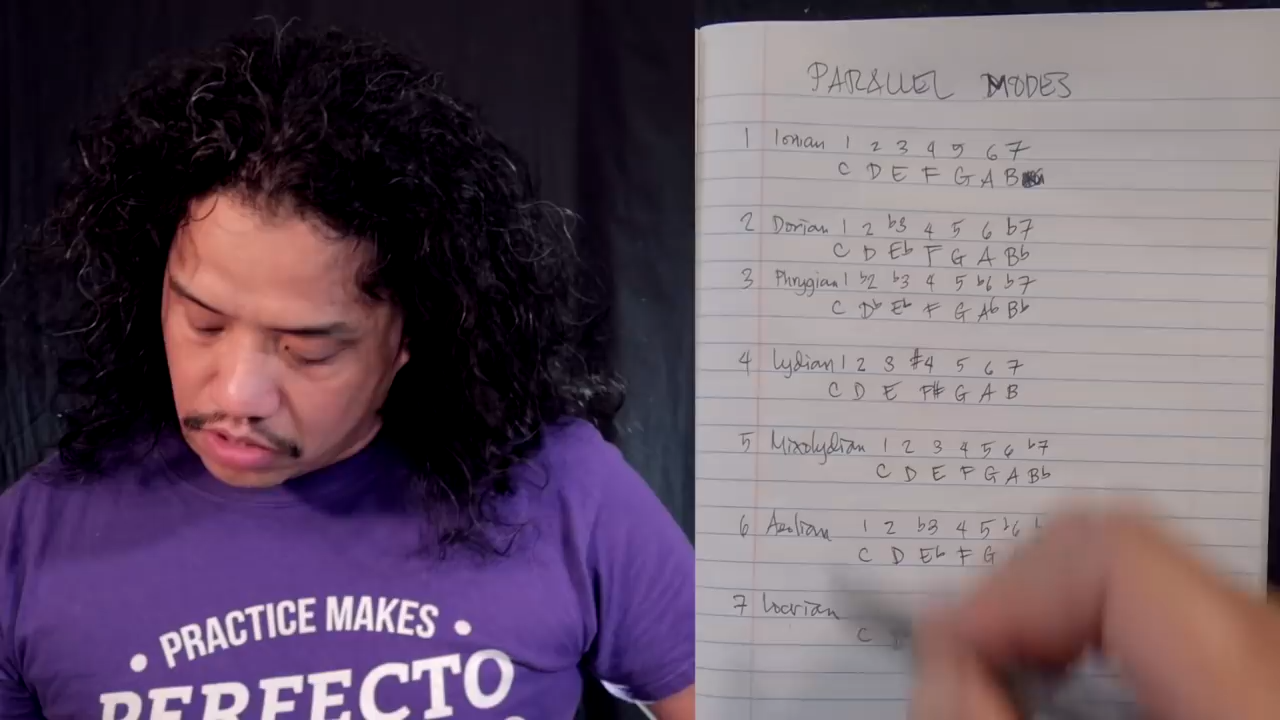 • PRACTICE MAKES •
PERFECTO
PARALLEL MODES
1 Ionian 1 2 3 4 5 6 7
C D E F G A B
2 Dorian 1 2 b3 4 5 6 b7
C D Eb F G A Bb
3 Phrygian 1 b2 b3 4 5 b6 b7
C Db Eb F G Ab Bb
4 Lydian 1 2 3 #4 5 6 7
C D E F# G A B
5 Mixolydian 1 2 3 4 5 6 b7
C D E F G A Bb
6 Aeolian 1 2 b3 4 5 b6
C D Eb F G
7 Locrian
C